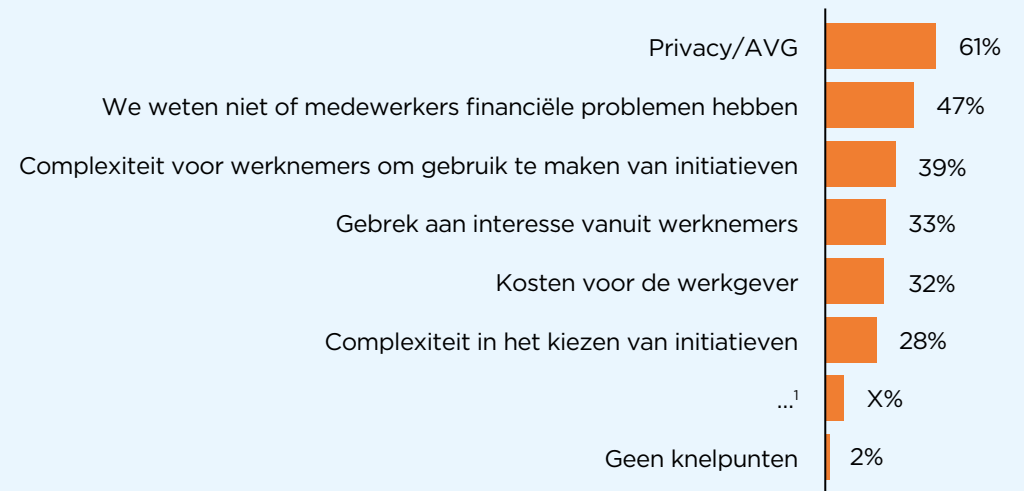 Privacy/AVG 61%
We weten niet of medewerkers financiële problemen hebben 47%
Complexiteit voor werknemers om gebruik te maken van initiatieven 39%
Gebrek aan interesse vanuit werknemers 33%
Kosten voor de werkgever 32%
Complexiteit in het kiezen van initiatieven 28%
...¹ X%
Geen knelpunten 2%